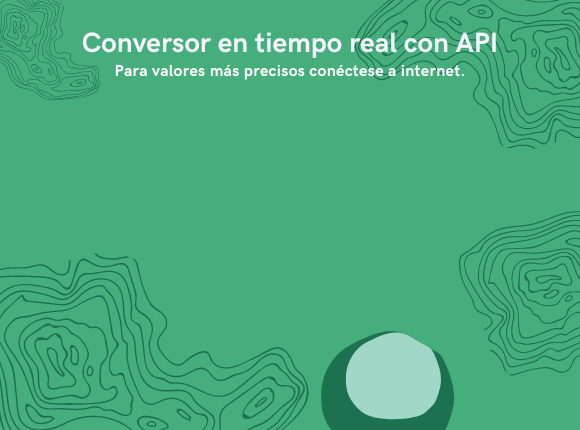 Conversor en tiempo real con API
Para valores más precisos conéctese a internet.